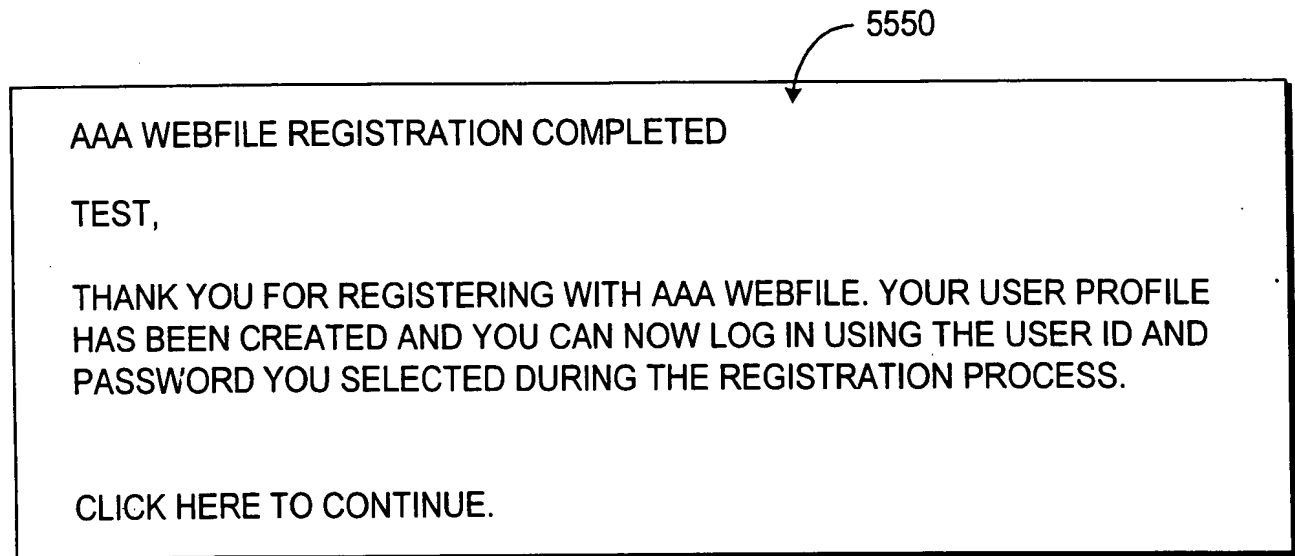 5550
AAA WEBFILE REGISTRATION COMPLETED
TEST,
THANK YOU FOR REGISTERING WITH AAA WEBFILE. YOUR USER PROFILE
HAS BEEN CREATED AND YOU CAN NOW LOG IN USING THE USER ID AND
PASSWORD YOU SELECTED DURING THE REGISTRATION PROCESS.
CLICK HERE TO CONTINUE.